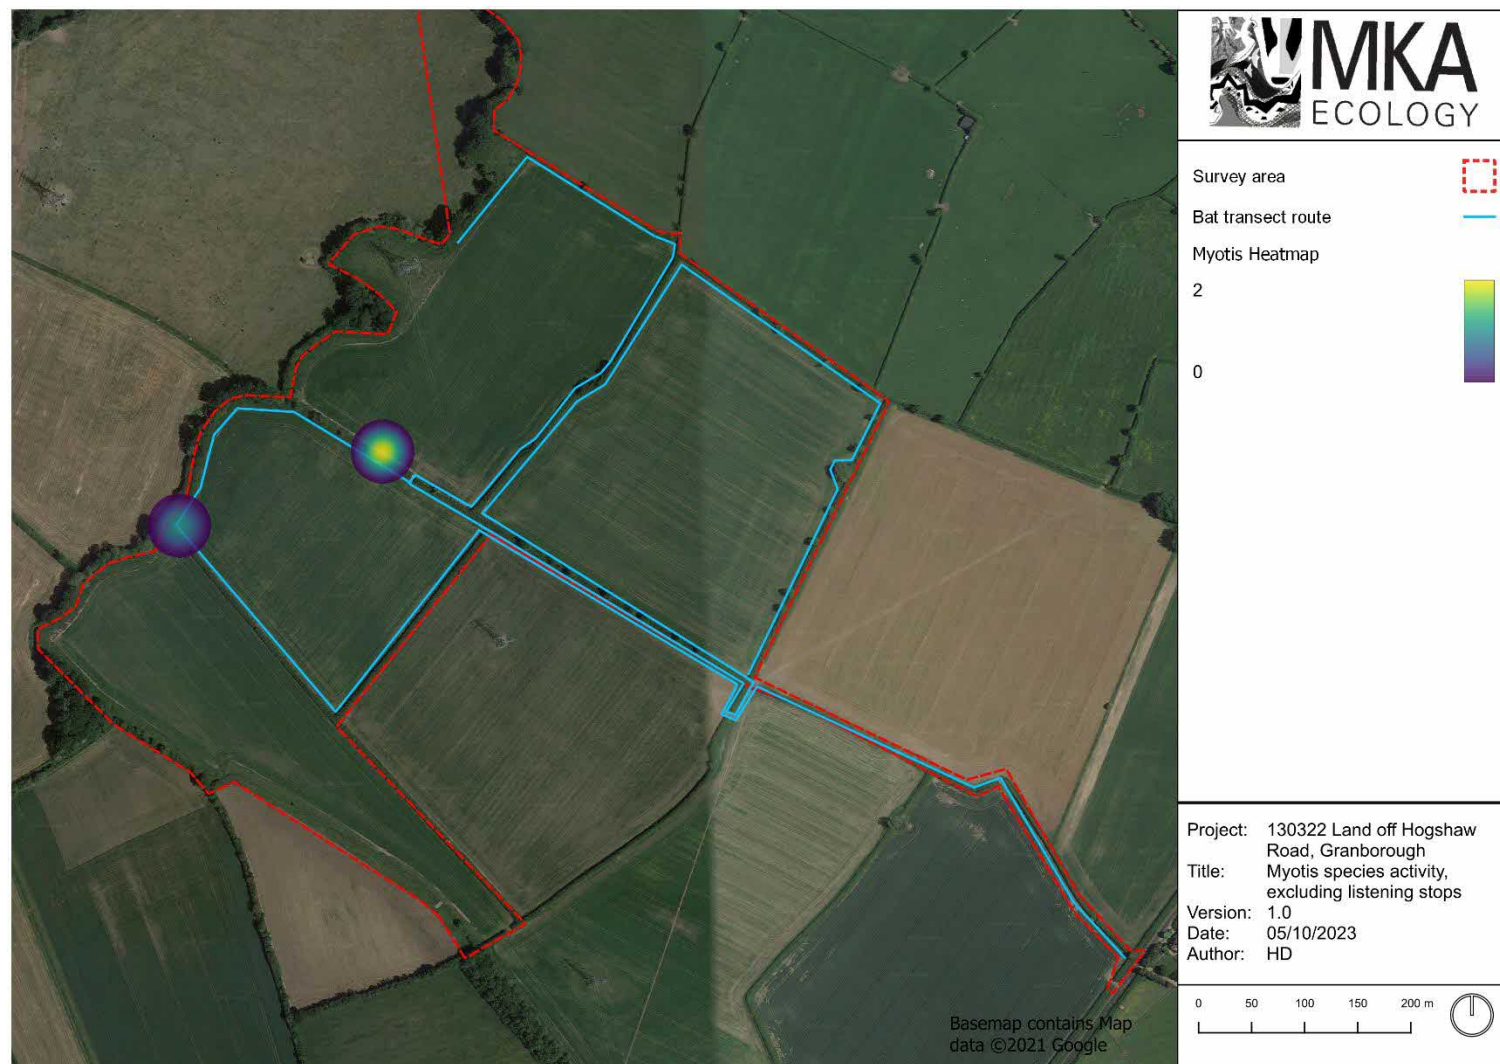 MKA
ECOLOGY
Survey area
Bat transect route
Myotis Heatmap
2
0
Project: 130322 Land off Hogshaw
Road, Granborough
Title: Myotis species activity,
excluding listening stops
Version: 1.0
Date: 05/10/2023
Author: HD
0 50 100 150 200 m
Basemap contains Map
data ©2021 Google